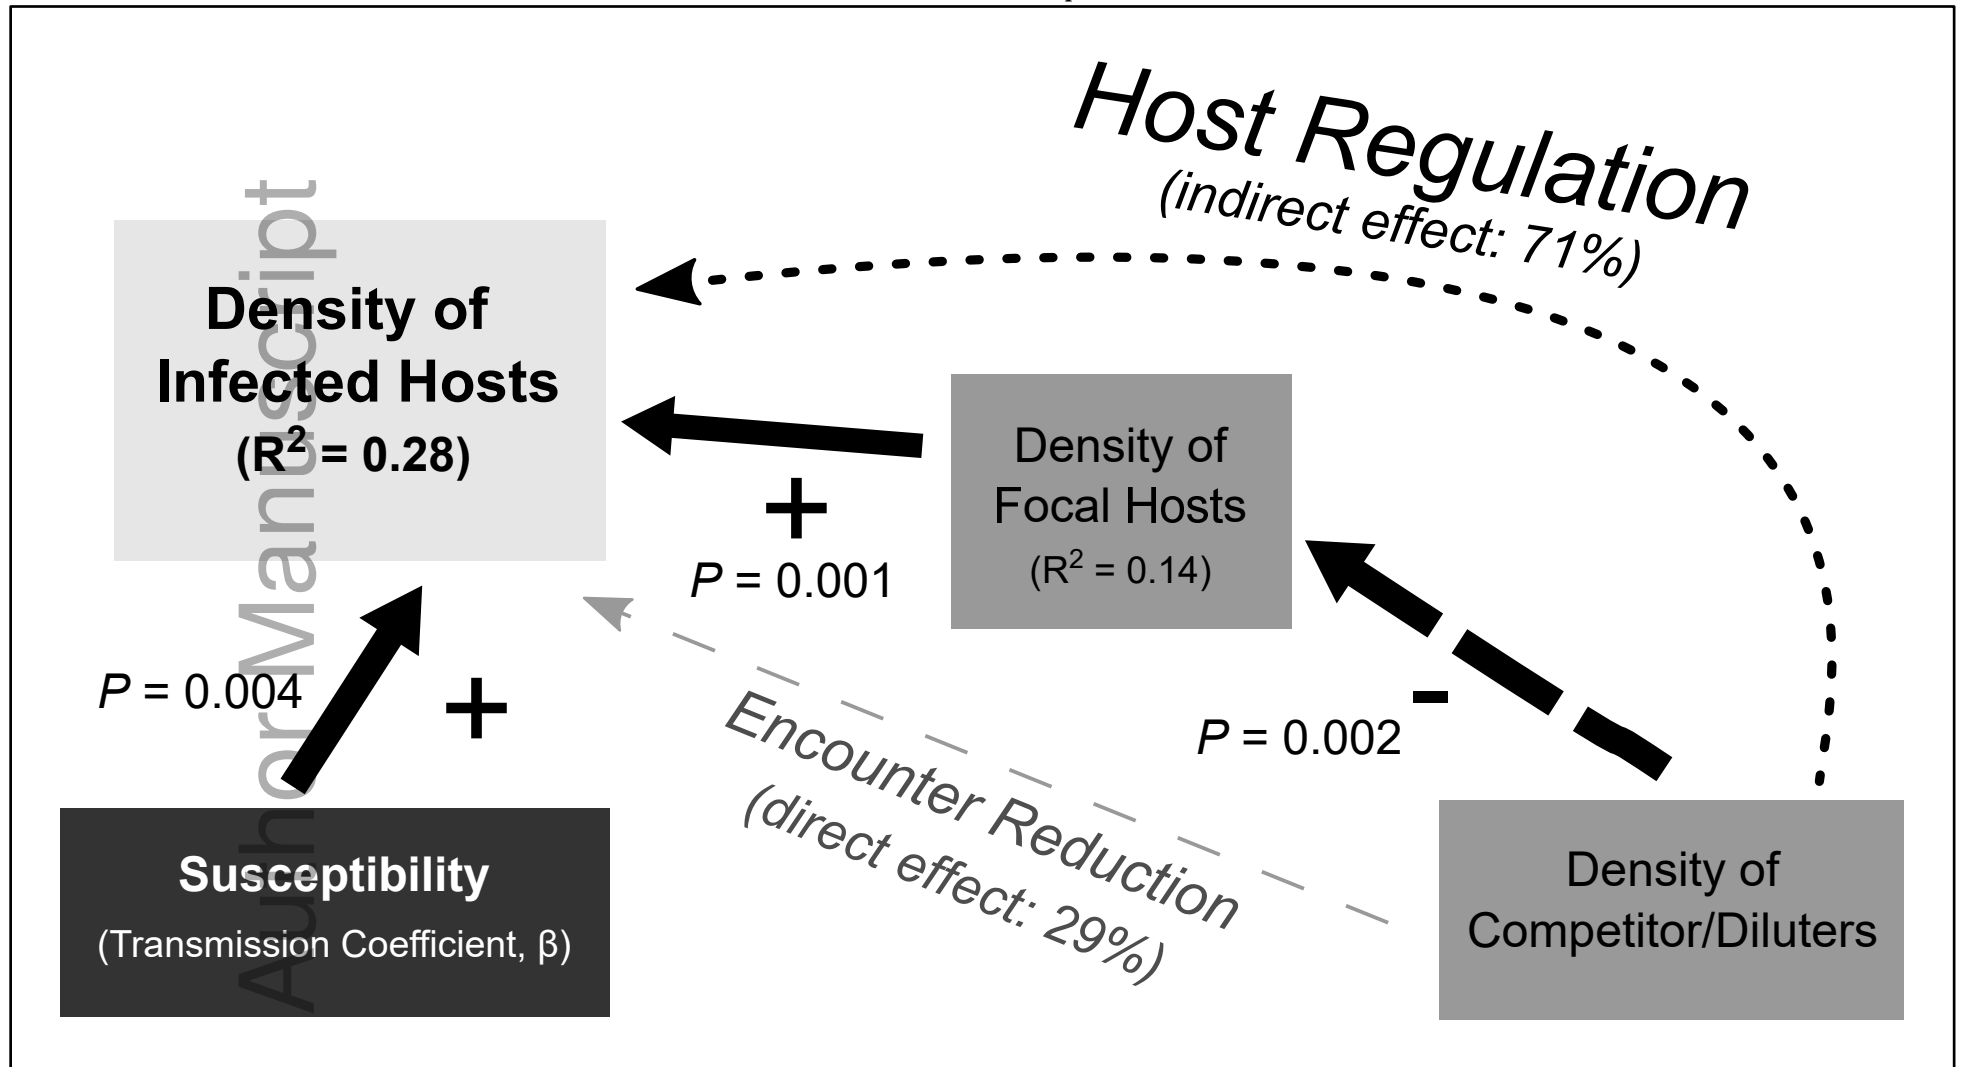 Host Regulation
(indirect effect: 71%)
Density of
Infected Hosts
(R² = 0.28)
Density of
Focal Hosts
(R² = 0.14)
+
P = 0.001
P = 0.004
+
-
P = 0.002
Encounter Reduction
(direct effect: 29%)
Susceptibility
(Transmission Coefficient, β)
Density of
Competitor/Diluters
Author Manuscript